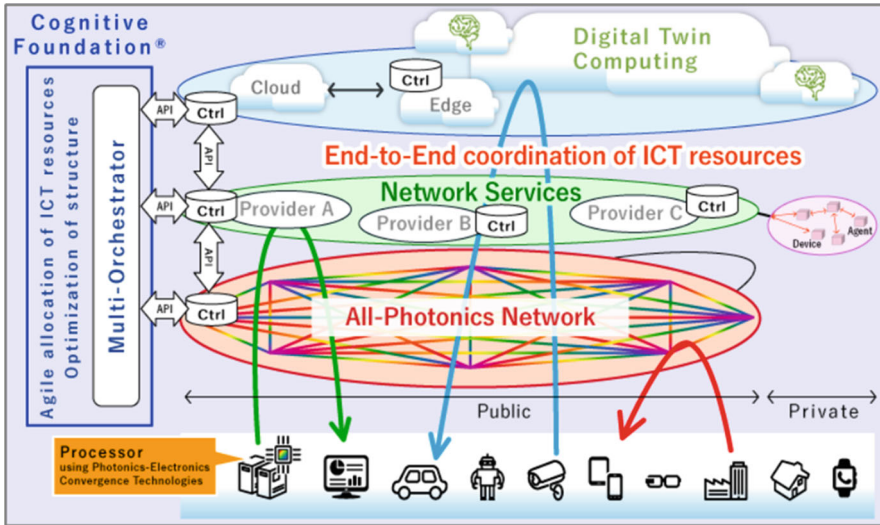 Cognitive
Foundation®
Agile allocation of ICT resources
Optimization of structure
Multi-Orchestrator
API
API
API
API
API
Ctrl
Ctrl
Ctrl
Cloud
Ctrl
Edge
Digital Twin
Computing
End-to-End coordination of ICT resources
Network Services
Provider A
Provider B
Ctrl
Provider C
Ctrl
Device
Agent
All-Photonics Network
Public
Private
Processor
using Photonics-Electronics
Convergence Technologies